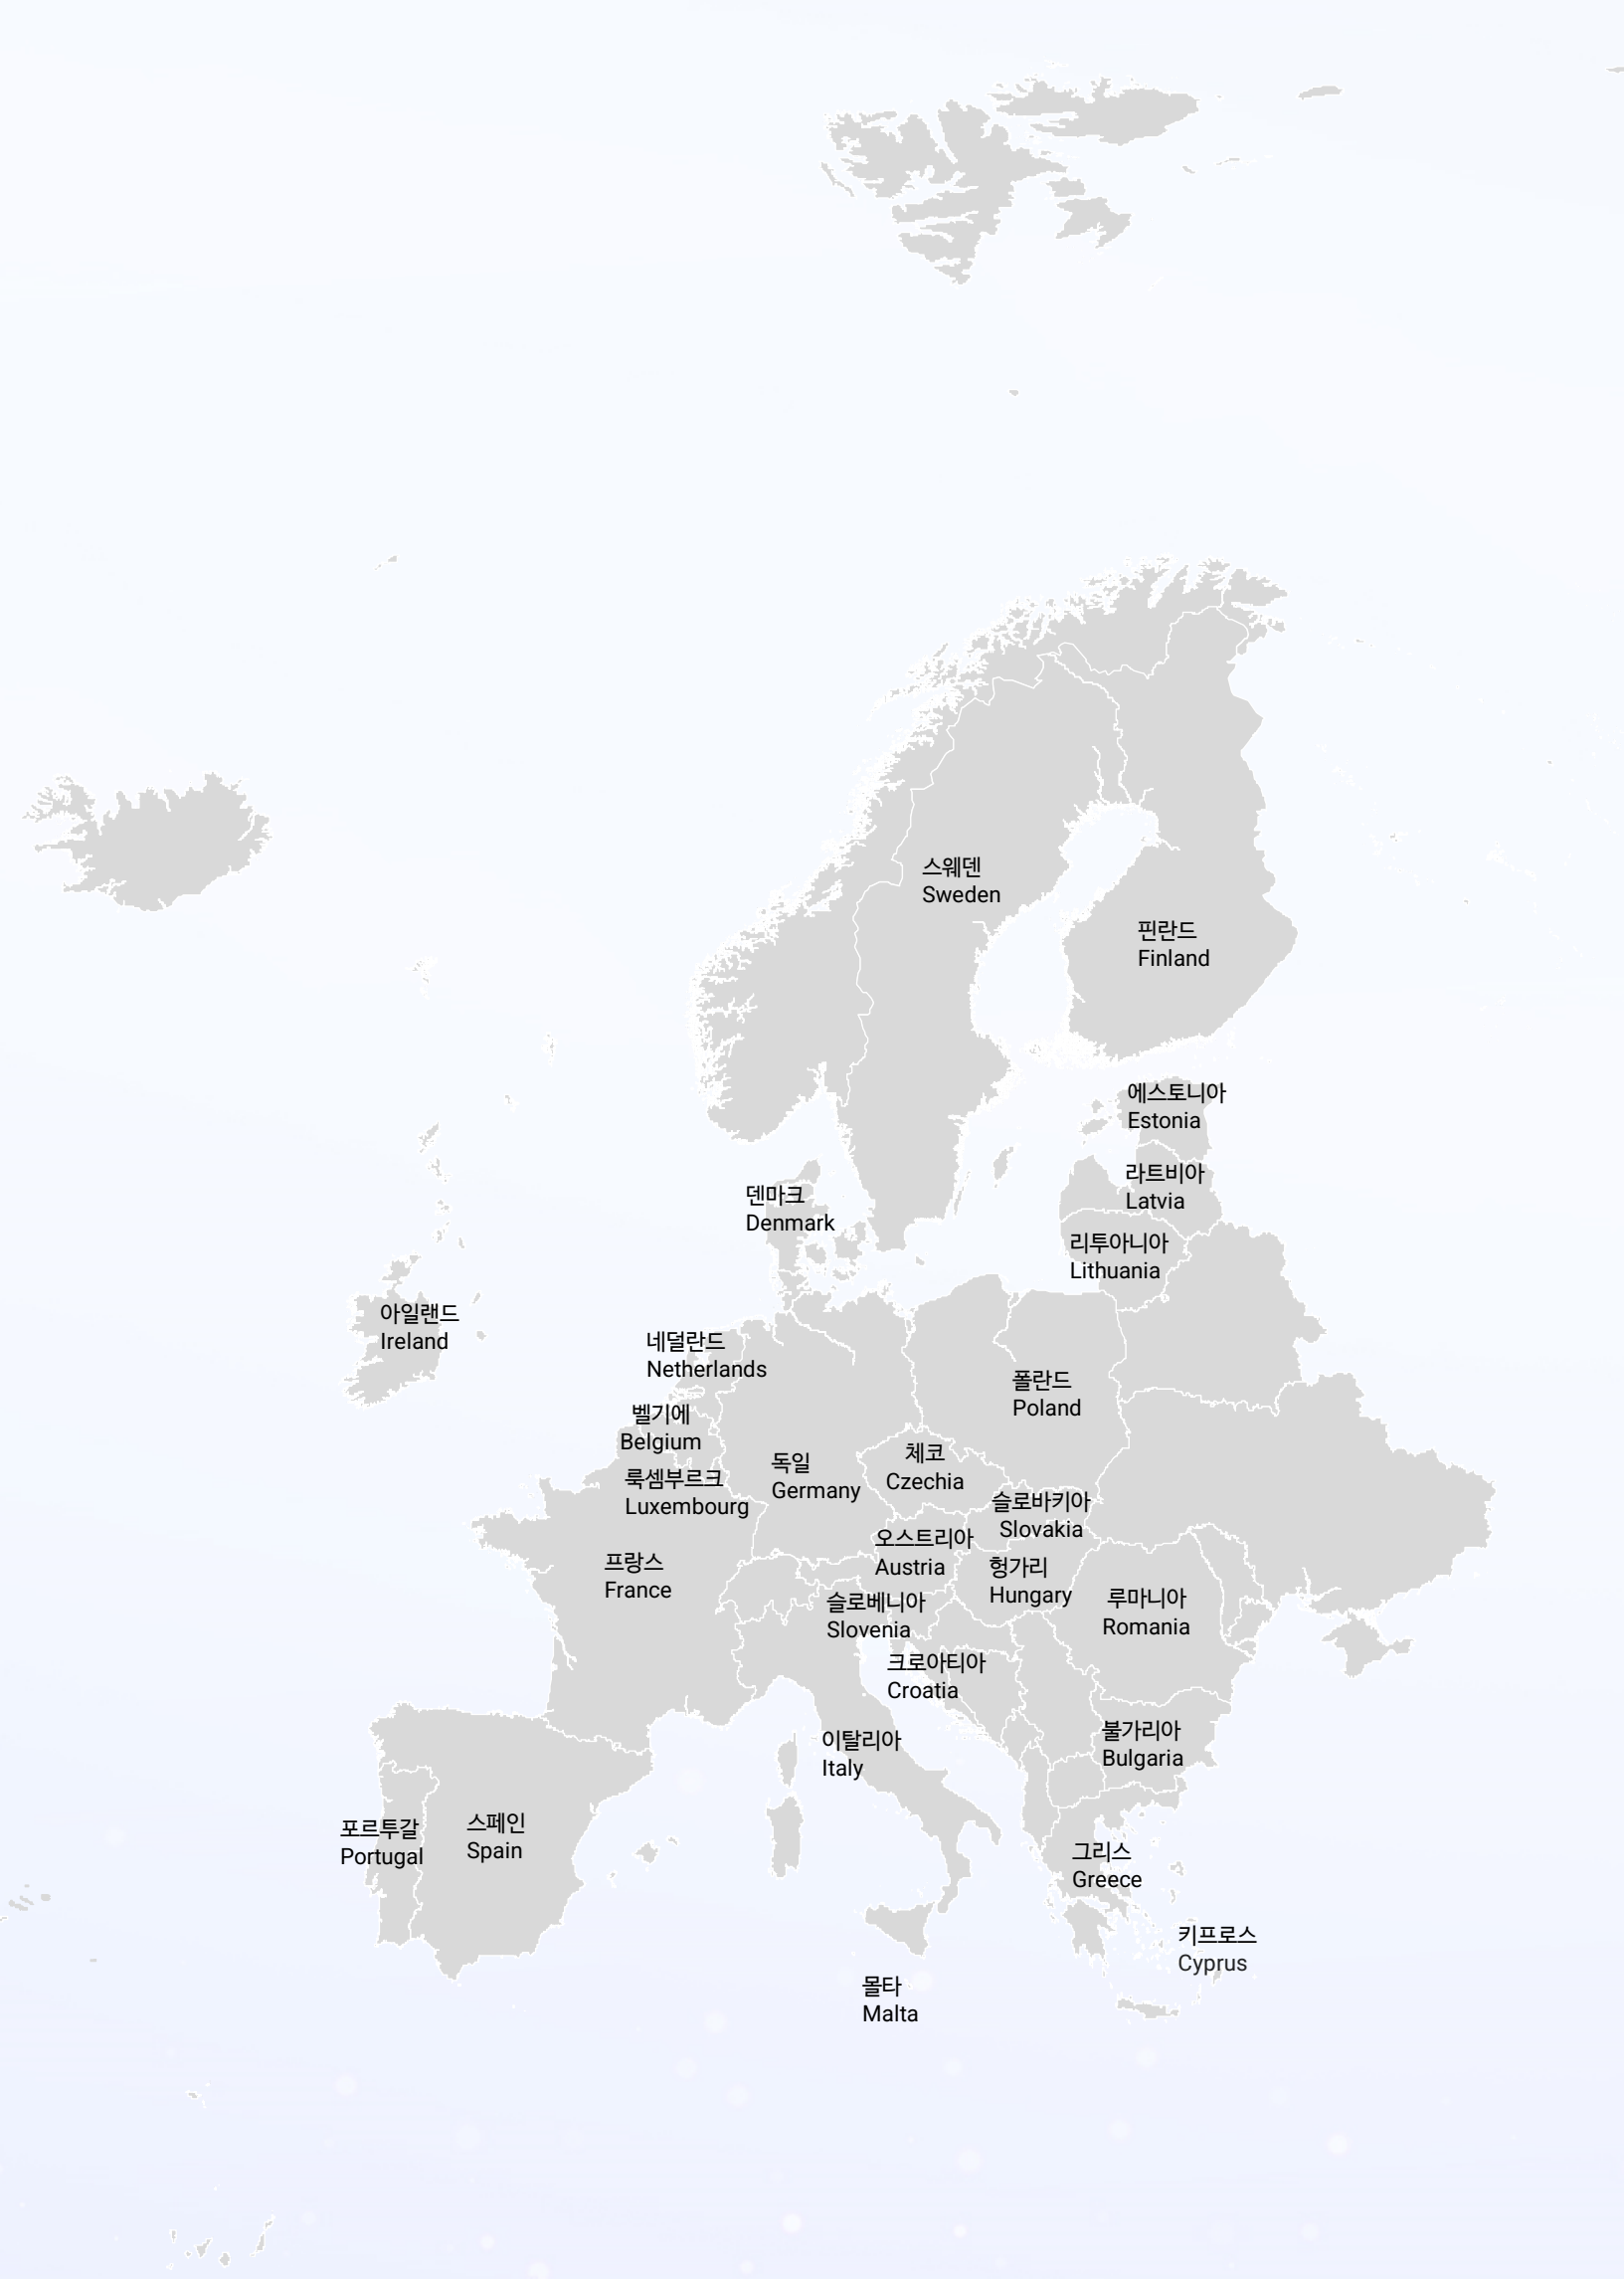 스웨덴
Sweden
핀란드
Finland
에스토니아
Estonia
라트비아
Latvia
덴마크
Denmark
리투아니아
Lithuania
아일랜드
Ireland
네덜란드
Netherlands
폴란드
Poland
벨기에
Belgium
체코
Czechia
독일
Germany
룩셈부르크
Luxembourg
슬로바키아
Slovakia
오스트리아
Austria
프랑스
France
헝가리
Hungary
루마니아
Romania
슬로베니아
Slovenia
크로아티아
Croatia
불가리아
Bulgaria
이탈리아
Italy
포르투갈
Portugal
스페인
Spain
그리스
Greece
키프로스
Cyprus
몰타
Malta